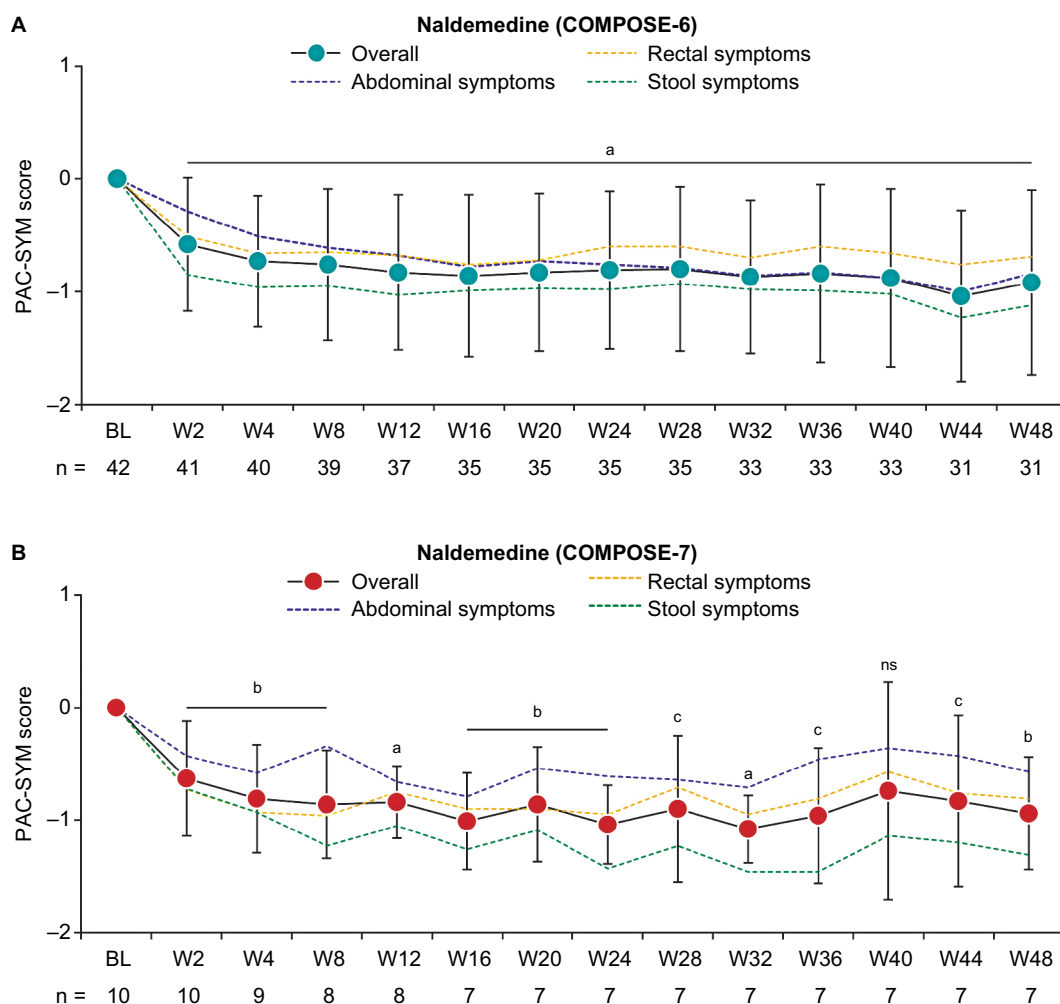 A
Naldemedine (COMPOSE-6)
Overall
Rectal symptoms
Abdominal symptoms
Stool symptoms
1
0
–1
–2
PAC-SYM score
a
BL W2 W4 W8 W12 W16 W20 W24 W28 W32 W36 W40 W44 W48
n = 42 41 40 39 37 35 35 35 35 33 33 33 31 31
B
Naldemedine (COMPOSE-7)
Overall
Rectal symptoms
Abdominal symptoms
Stool symptoms
1
0
–1
–2
PAC-SYM score
b a b c a c ns c b
BL W2 W4 W8 W12 W16 W20 W24 W28 W32 W36 W40 W44 W48
n = 10 10 9 8 8 7 7 7 7 7 7 7 7 7